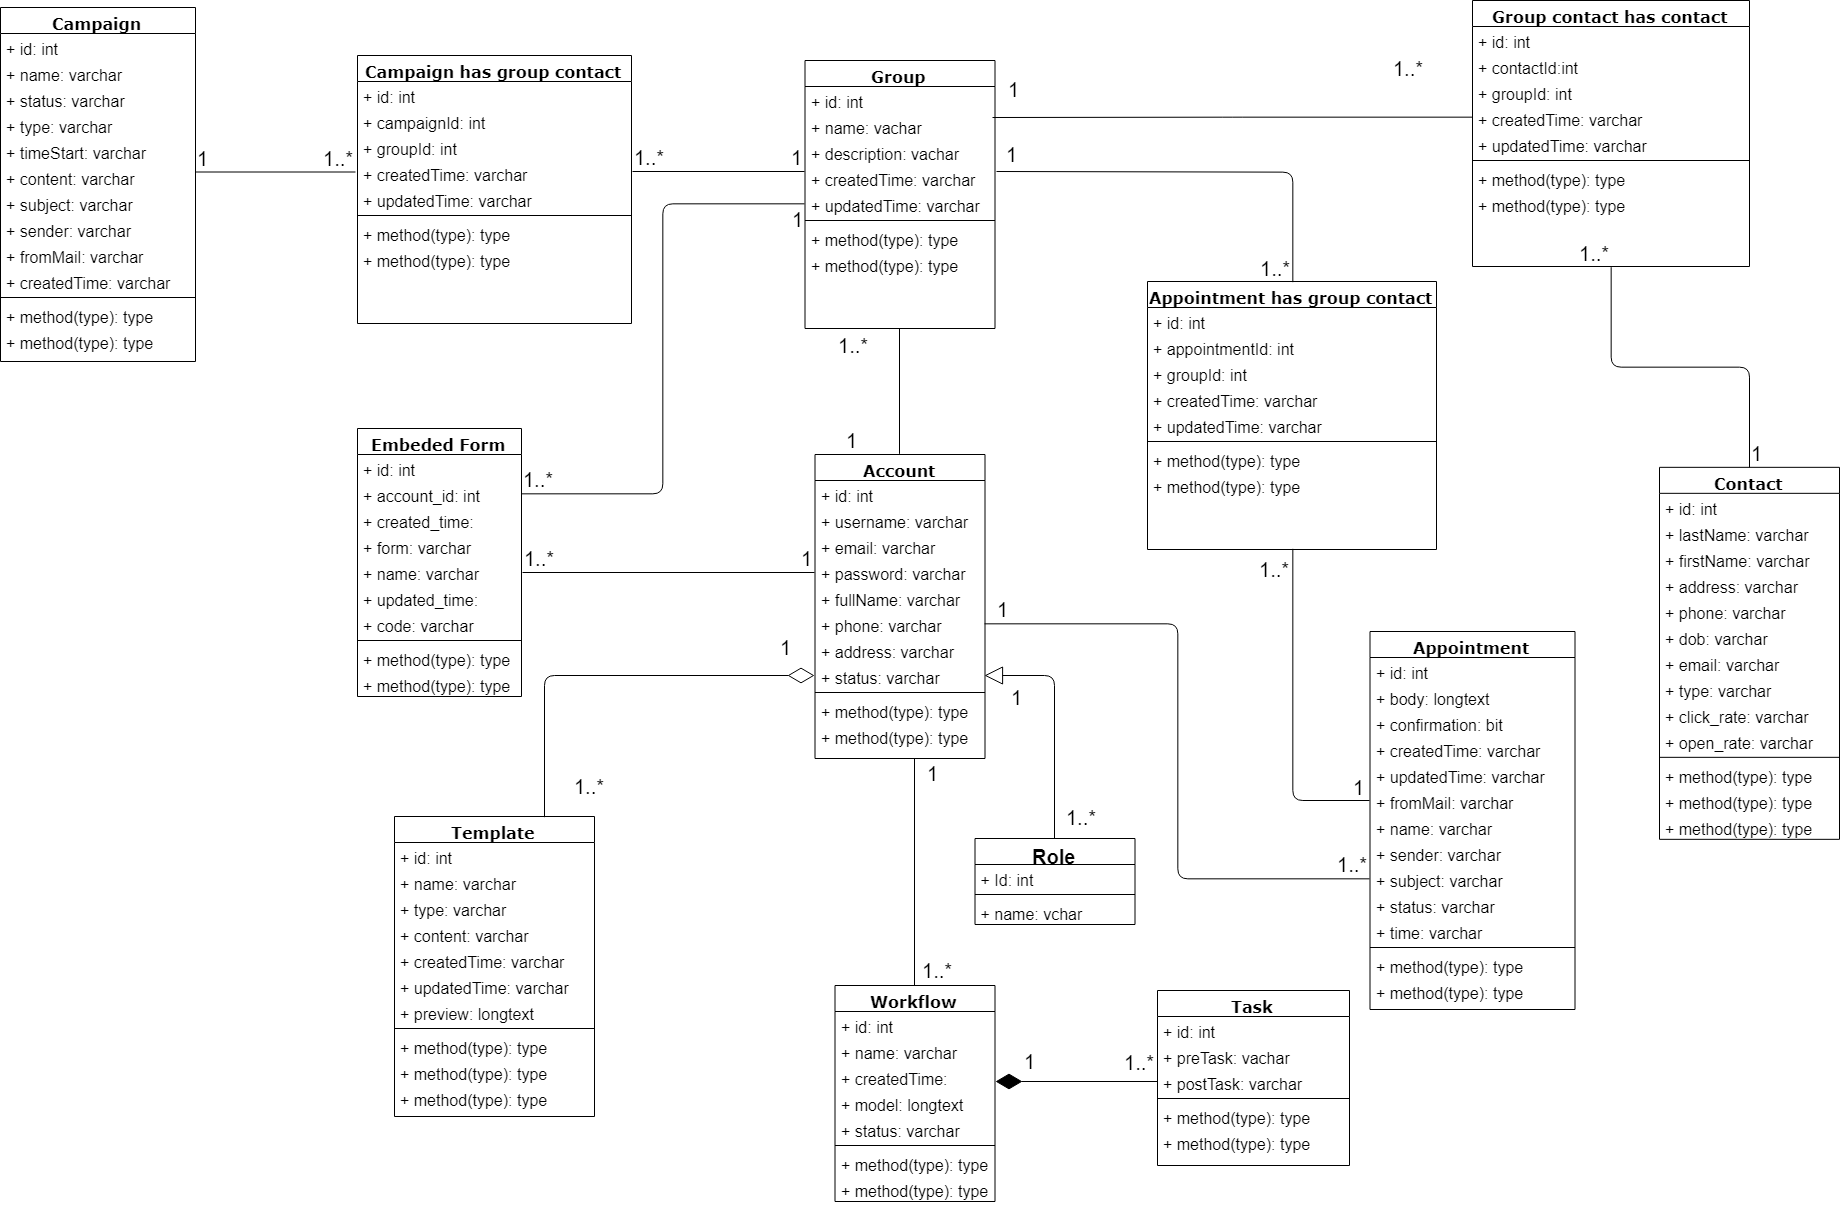 Campaign
+ id: int
+ name: varchar
+ status: varchar
+ type: varchar
+ timeStart: varchar
+ content: varchar
+ subject: varchar
+ sender: varchar
+ fromMail: varchar
+ createdTime: varchar
+ method(type): type
+ method(type): type
1
1..*
Campaign has group contact
+ id: int
+ campaignId: int
+ groupId: int
+ createdTime: varchar
+ updatedTime: varchar
+ method(type): type
+ method(type): type
1..*
1
1
Group
+ id: int
+ name: vachar
+ description: vachar
+ createdTime: varchar
+ updatedTime: varchar
+ method(type): type
+ method(type): type
1
1..*
1
1..*
Group contact has contact
+ id: int
+ contactId:int
+ groupId: int
+ createdTime: varchar
+ updatedTime: varchar
+ method(type): type
+ method(type): type
1..*
1
Appointment has group contact
+ id: int
+ appointmentId: int
+ groupId: int
+ createdTime: varchar
+ updatedTime: varchar
+ method(type): type
+ method(type): type
1..*
1
1..*
1
Embeded Form
+ id: int
+ account_id: int
+ created_time:
+ form: varchar
+ name: varchar
+ updated_time:
+ code: varchar
+ method(type): type
+ method(type): type
1..*
1..*
1
Account
+ id: int
+ username: varchar
+ email: varchar
+ password: varchar
+ fullName: varchar
+ phone: varchar
+ address: varchar
+ status: varchar
+ method(type): type
+ method(type): type
1
1
1
1
Contact
+ id: int
+ lastName: varchar
+ firstName: varchar
+ address: varchar
+ phone: varchar
+ dob: varchar
+ email: varchar
+ type: varchar
+ click_rate: varchar
+ open_rate: varchar
+ method(type): type
+ method(type): type
+ method(type): type
Appointment
+ id: int
+ body: longtext
+ confirmation: bit
+ createdTime: varchar
+ updatedTime: varchar
+ fromMail: varchar
+ name: varchar
+ sender: varchar
+ subject: varchar
+ status: varchar
+ time: varchar
+ method(type): type
+ method(type): type
1..*
1..*
Template
+ id: int
+ name: varchar
+ type: varchar
+ content: varchar
+ createdTime: varchar
+ updatedTime: varchar
+ preview: longtext
+ method(type): type
+ method(type): type
+ method(type): type
1..*
Role
+ Id: int
+ name: vchar
1..*
Workflow
+ id: int
+ name: varchar
+ createdTime:
+ model: longtext
+ status: varchar
+ method(type): type
+ method(type): type
1
1..*
Task
+ id: int
+ preTask: vachar
+ postTask: varchar
+ method(type): type
+ method(type): type